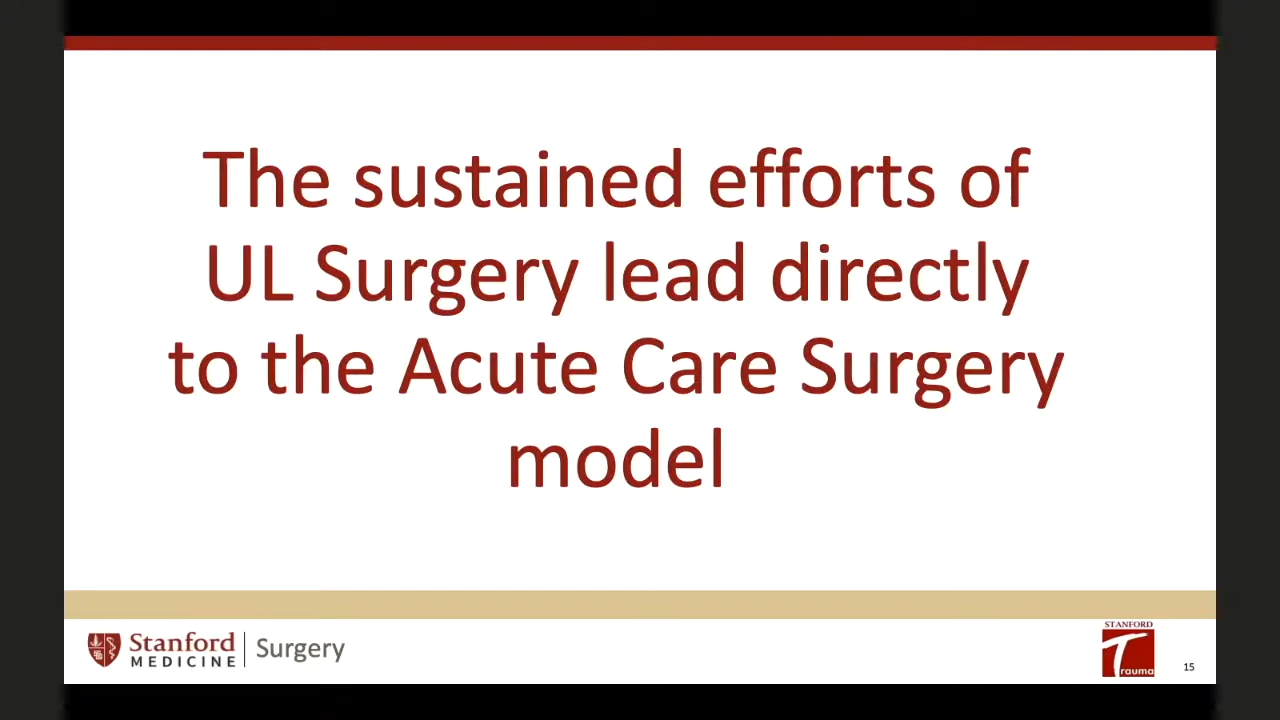 The sustained efforts of
UL Surgery lead directly
to the Acute Care Surgery
model
Stanford
MEDICINE
Surgery
STANFORD
Trauma
15